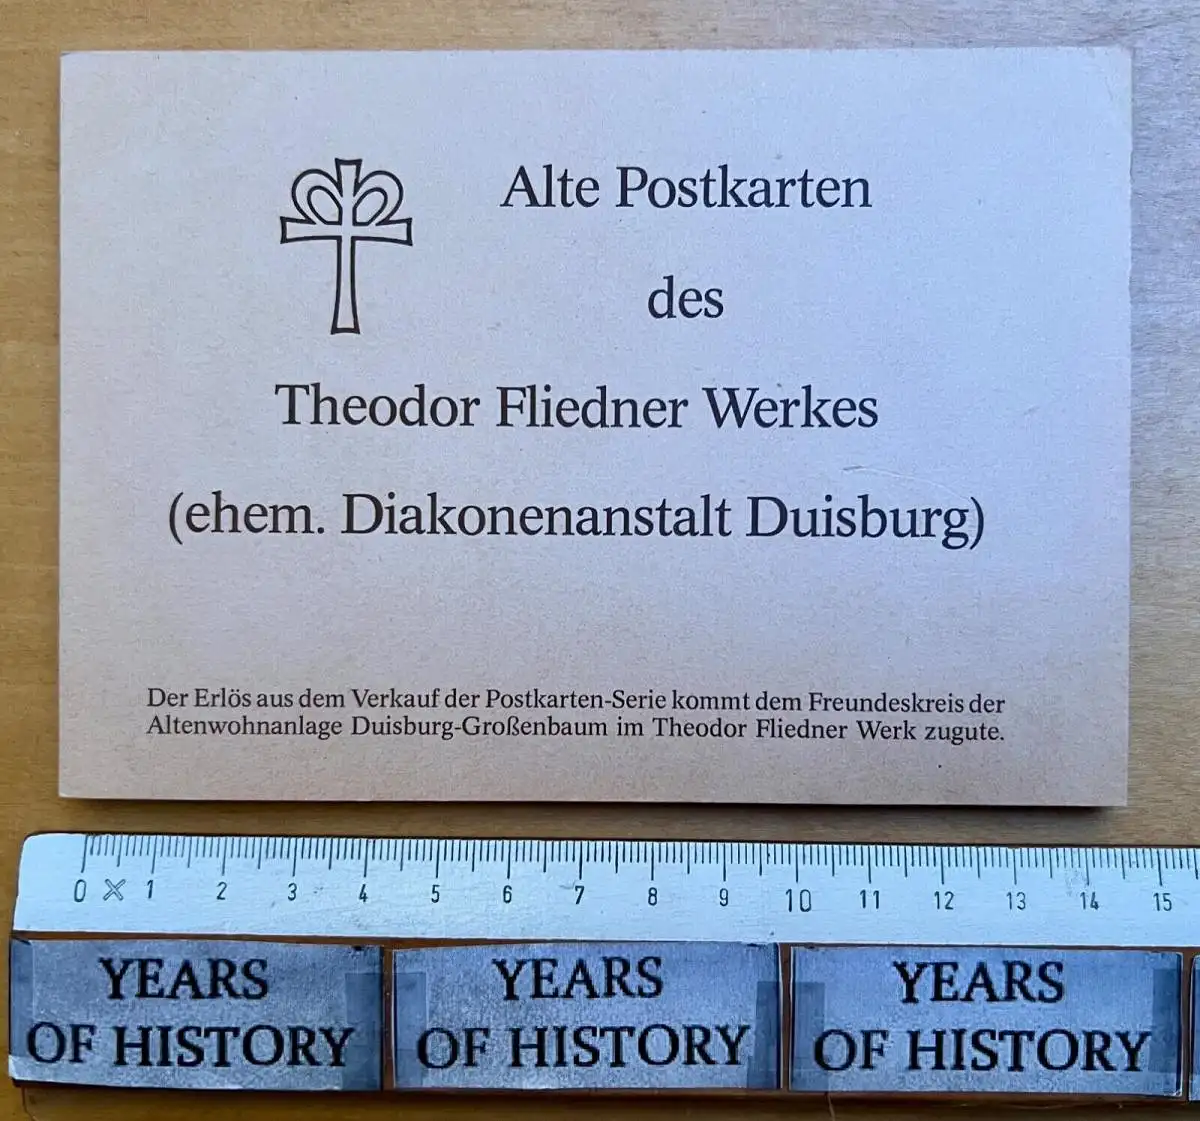 Alte Postkarten
des
Theodor Fliedner Werkes
(ehem. Diakonenanstalt Duisburg)
Der Erlös aus dem Verkauf der Postkarten-Serie kommt dem Freundeskreis der
Altenwohnanlage Duisburg-Großenbaum im Theodor Fliedner Werk zugute.
0 1 2 3 4 5 6 7 8 9 10 11 12 13 14 15
YEARS YEARS YEARS
OF HISTORY OF HISTORY OF HISTORY